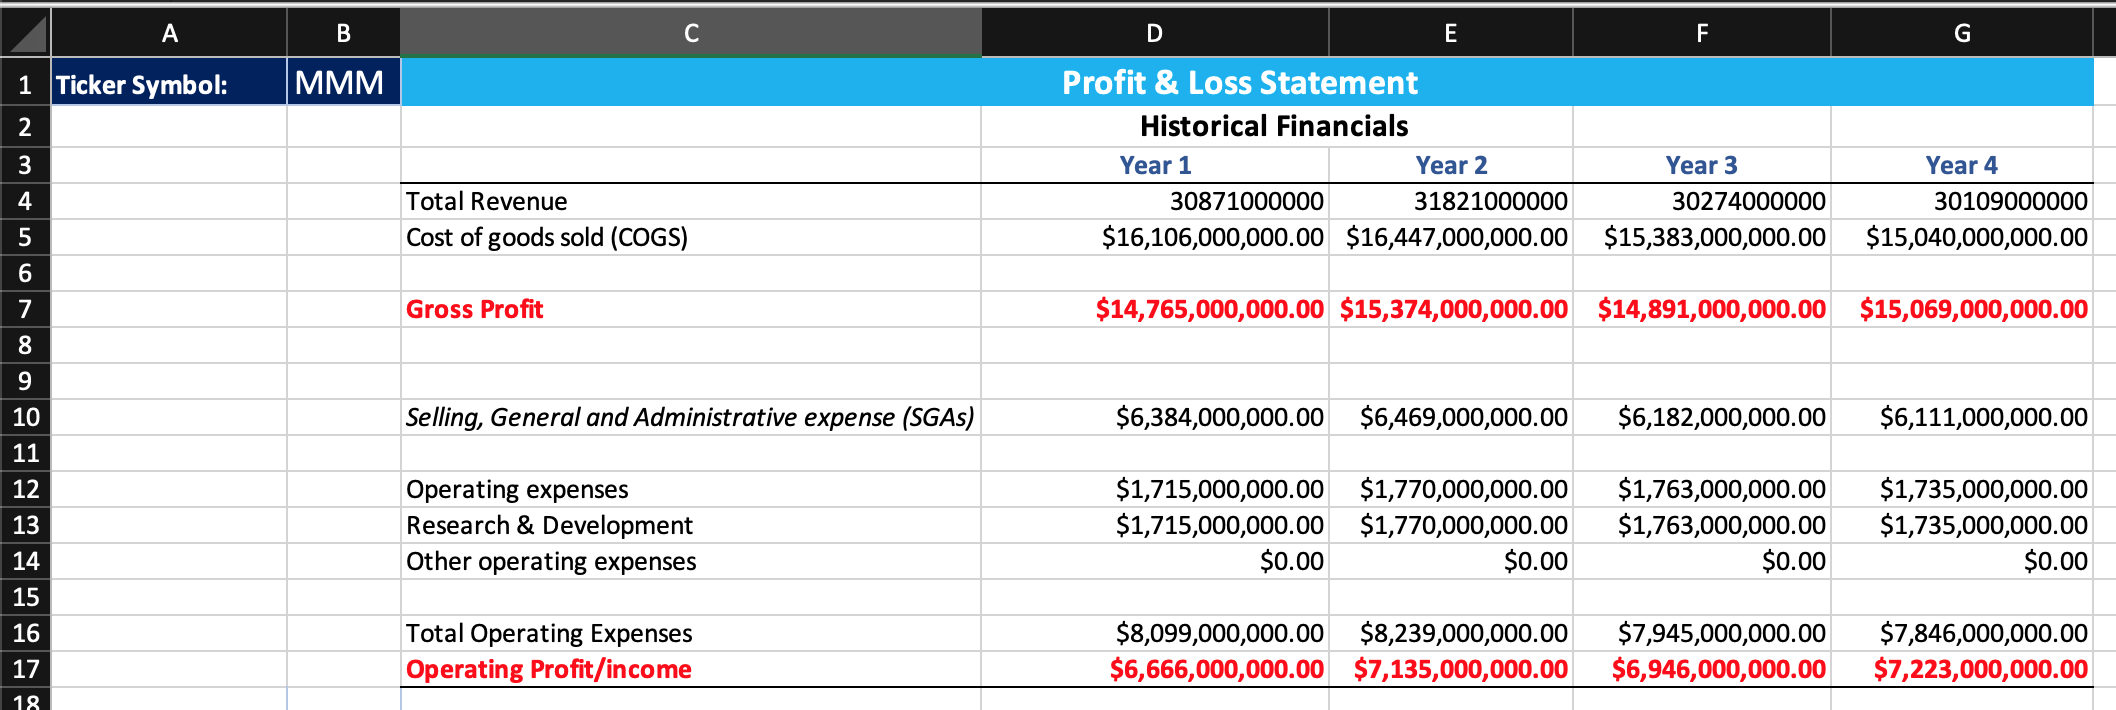 A B C D E F G
1 Ticker Symbol: MMM Profit & Loss Statement
2 Historical Financials
3 Year 1 Year 2 Year 3 Year 4
4 Total Revenue 30871000000 31821000000 30274000000 30109000000
5 Cost of goods sold (COGS) $16,106,000,000.00 $16,447,000,000.00 $15,383,000,000.00 $15,040,000,000.00
6
7 Gross Profit $14,765,000,000.00 $15,374,000,000.00 $14,891,000,000.00 $15,069,000,000.00
8
9
10 Selling, General and Administrative expense (SGAs) $6,384,000,000.00 $6,469,000,000.00 $6,182,000,000.00 $6,111,000,000.00
11
12 Operating expenses $1,715,000,000.00 $1,770,000,000.00 $1,763,000,000.00 $1,735,000,000.00
13 Research & Development $1,715,000,000.00 $1,770,000,000.00 $1,763,000,000.00 $1,735,000,000.00
14 Other operating expenses $0.00 $0.00 $0.00 $0.00
15
16 Total Operating Expenses $8,099,000,000.00 $8,239,000,000.00 $7,945,000,000.00 $7,846,000,000.00
17 Operating Profit/income $6,666,000,000.00 $7,135,000,000.00 $6,946,000,000.00 $7,223,000,000.00
18